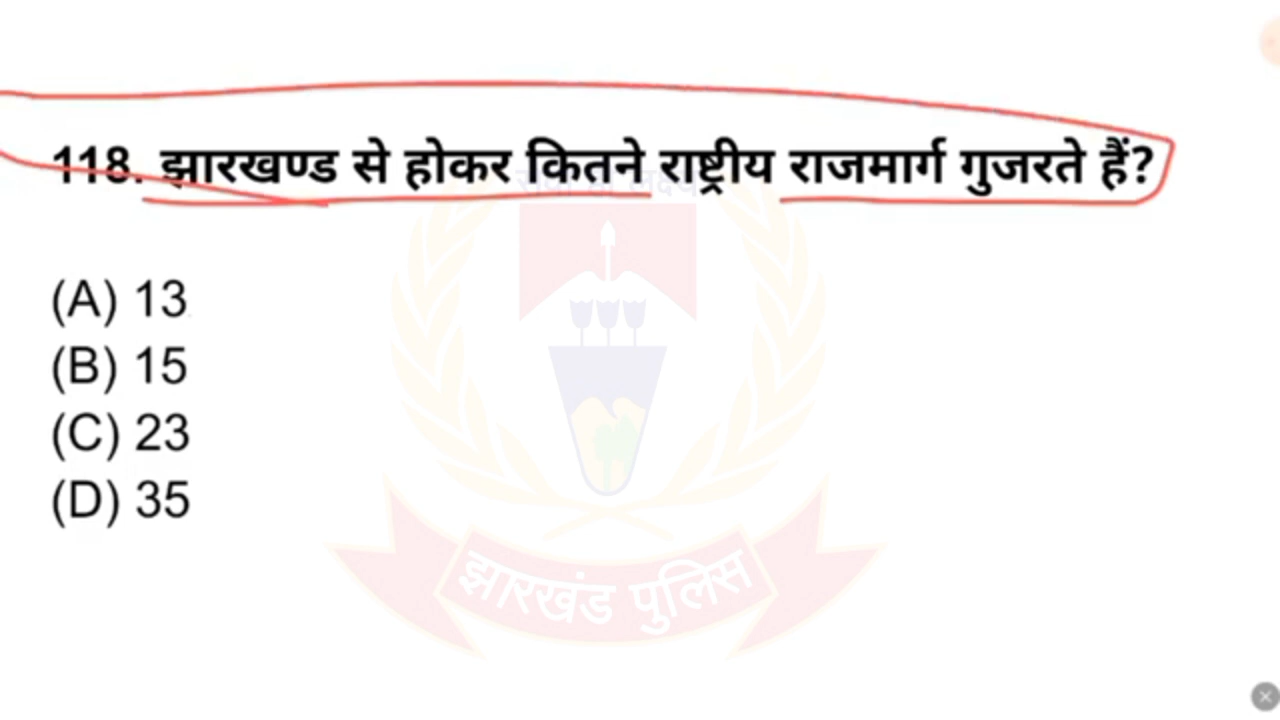 118. झारखण्ड से होकर कितने राष्ट्रीय राजमार्ग गुजरते हैं?
(A) 13
(B) 15
(C) 23
(D) 35
झारखंड पुलिस